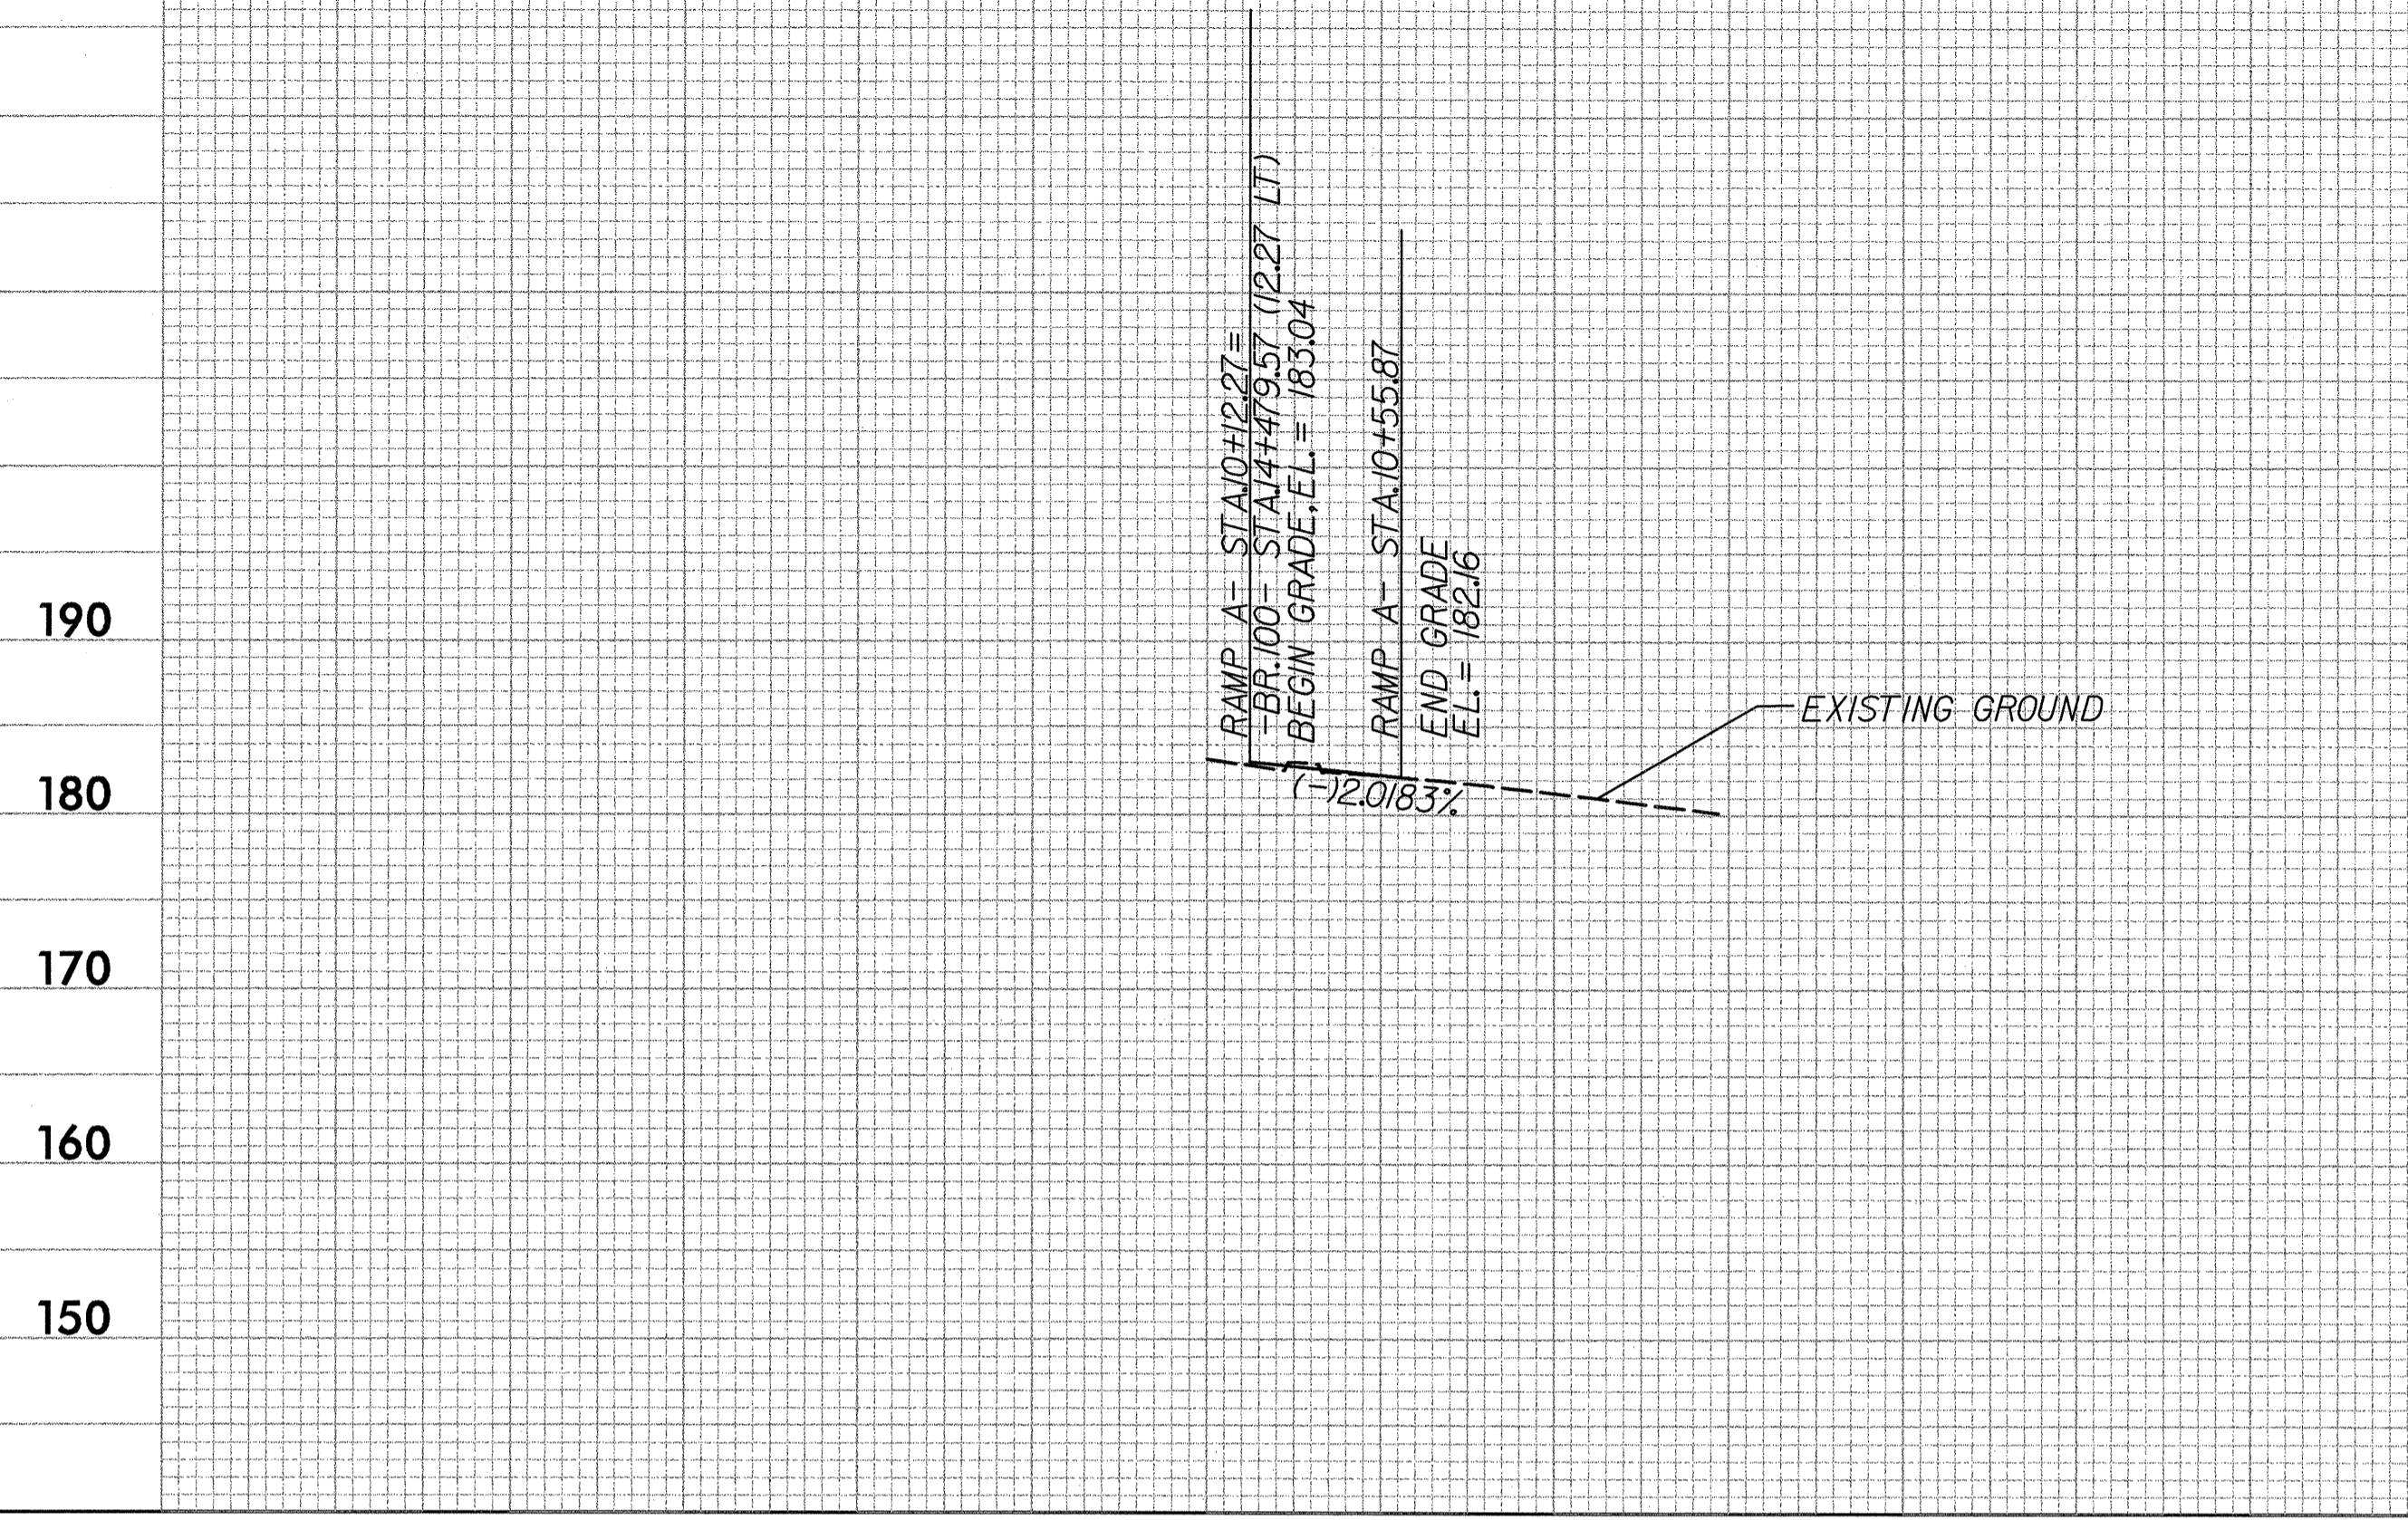 RAMP A- STA.10+12.27=
-BR.100- STA.14+479.57 (12.27 LT)
BEGIN GRADE, EL. = 183.04
RAMP A- STA.10+55.87
END GRADE
EL. = 182.16
190
EXISTING GROUND
180
(-)2.0183%
170
160
150